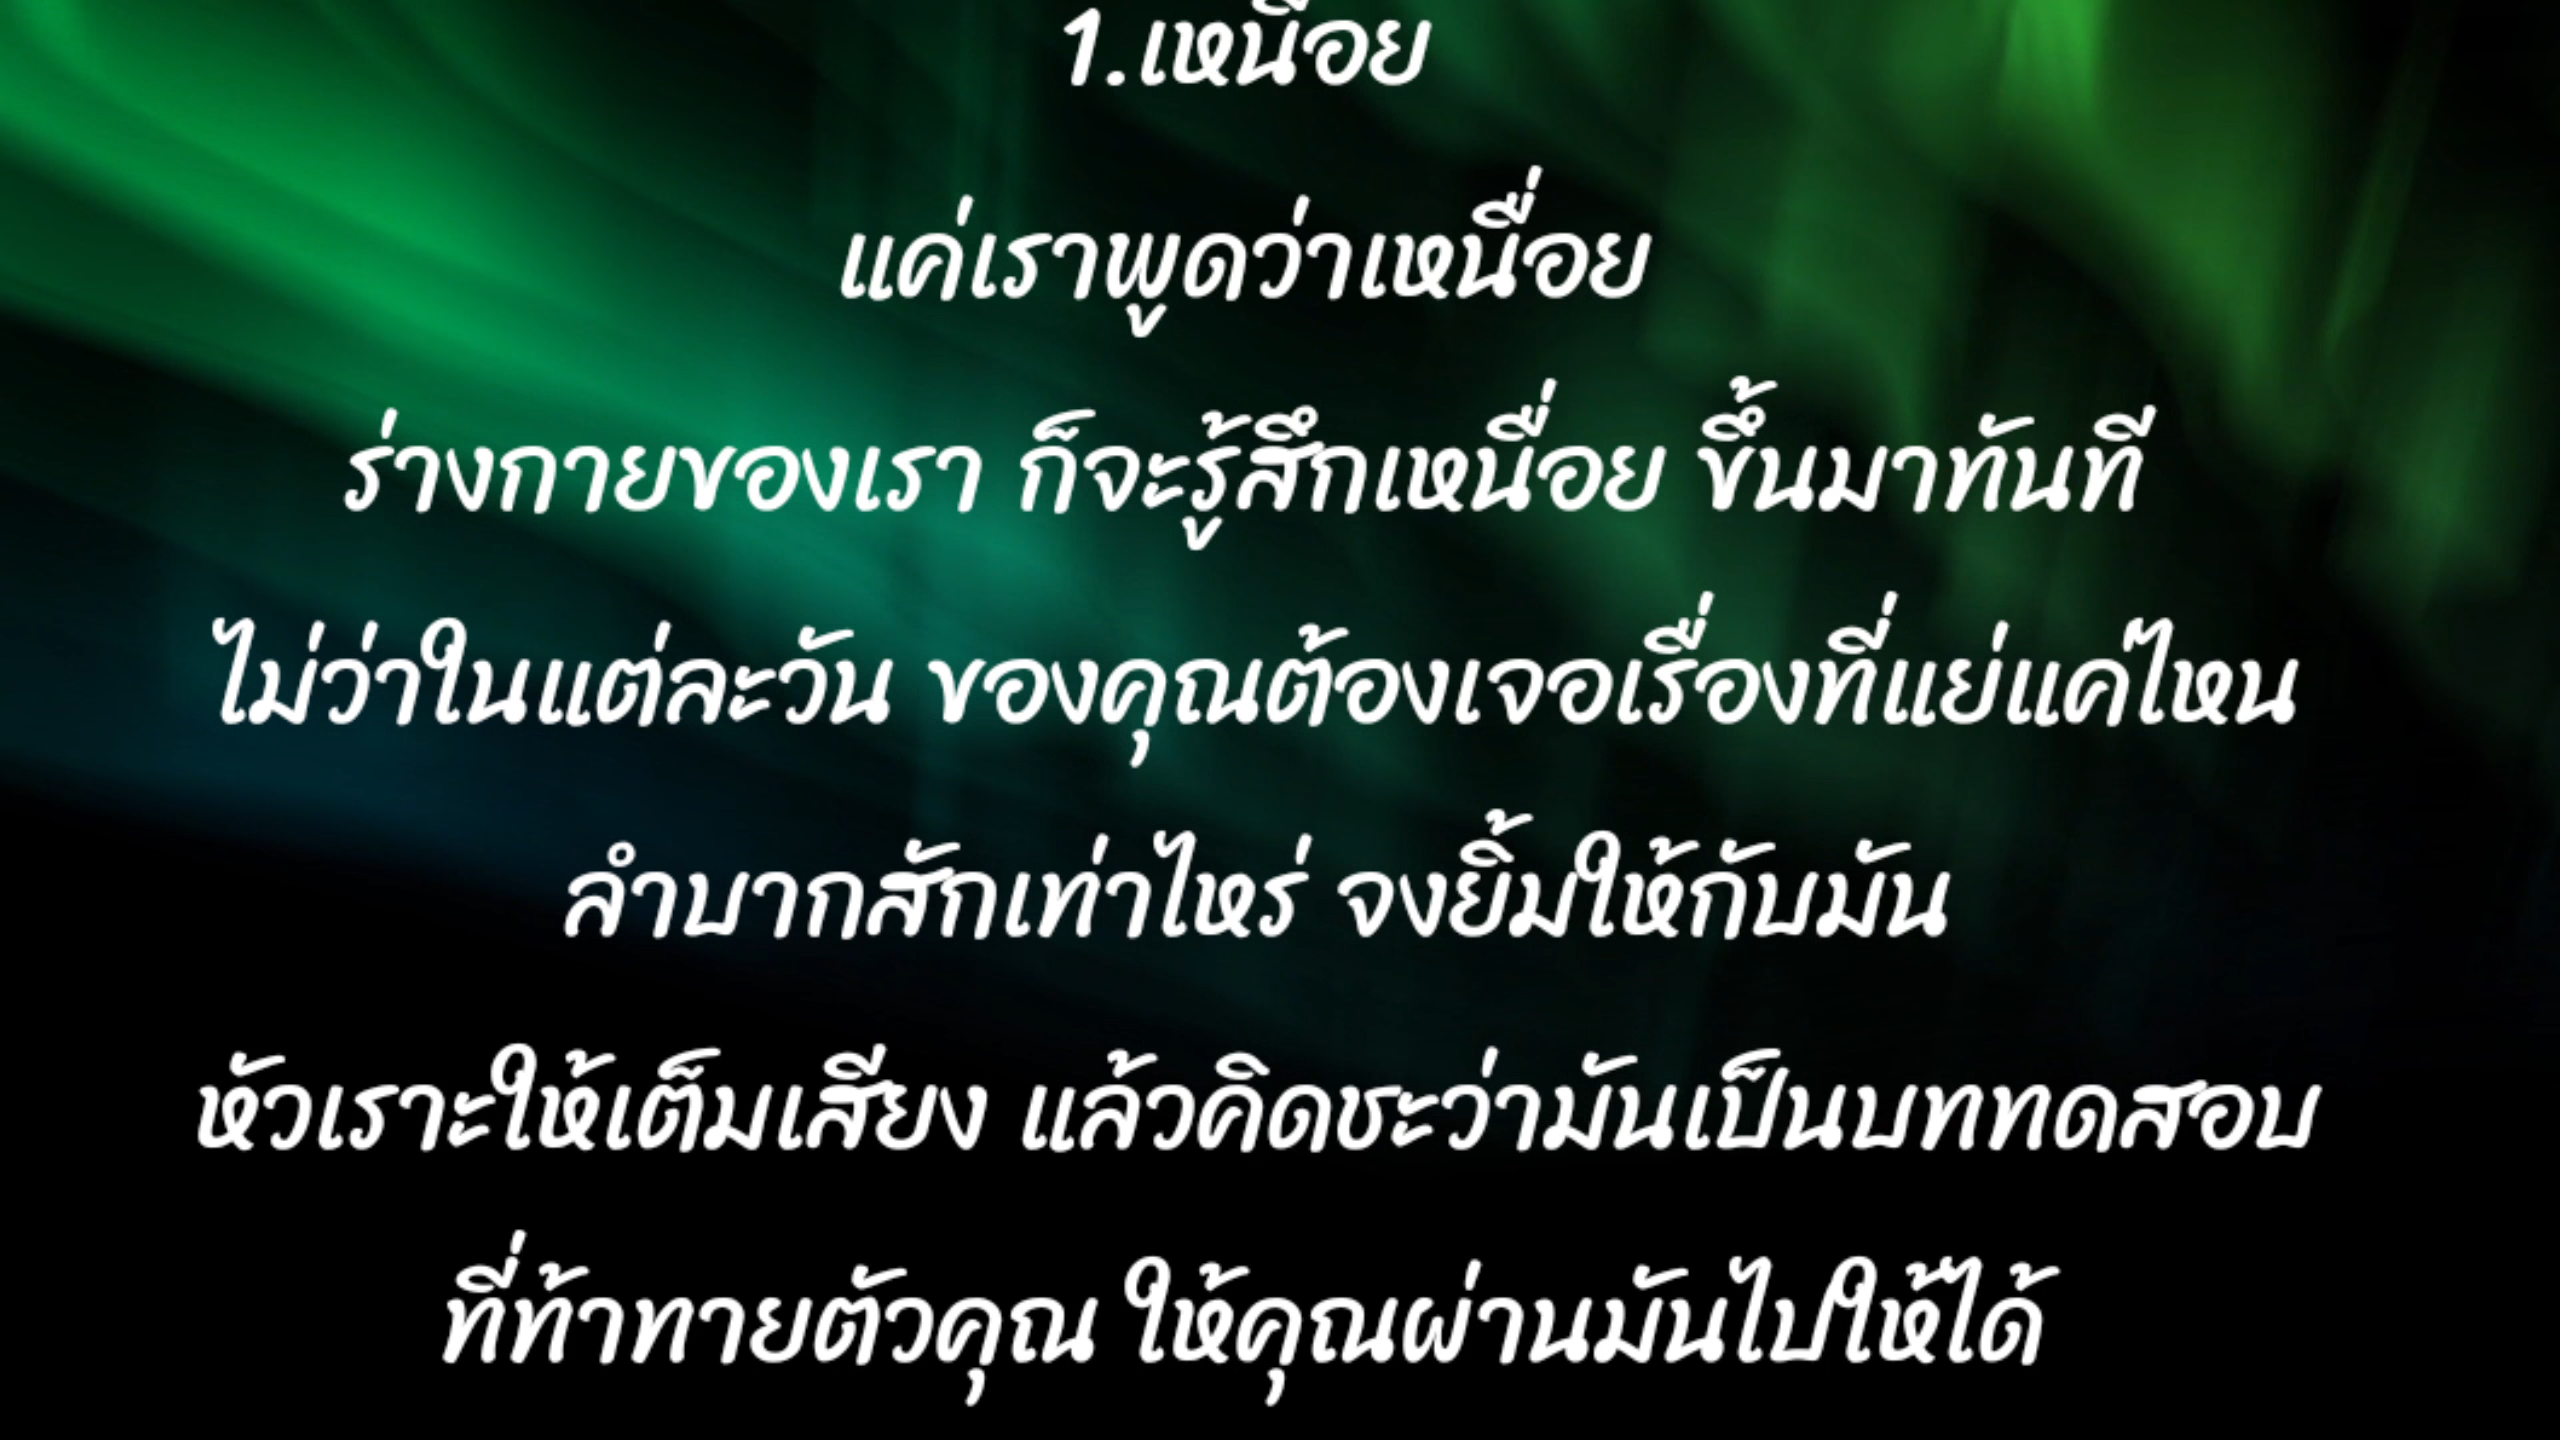 1.เหนื่อย
แค่เราพูดว่าเหนื่อย
ร่างกายของเรา ก็จะรู้สึกเหนื่อย ขึ้นมาทันที
ไม่ว่าในแต่ละวัน ของคุณต้องเจอเรื่องที่แย่แค่ไหน
ลำบากสักเท่าไหร่ จงยิ้มให้กับมัน
หัวเราะให้เต็มเสียง แล้วคิดซะว่ามันเป็นบททดสอบ
ที่ท้าทายตัวคุณ ให้คุณผ่านมันไปให้ได้